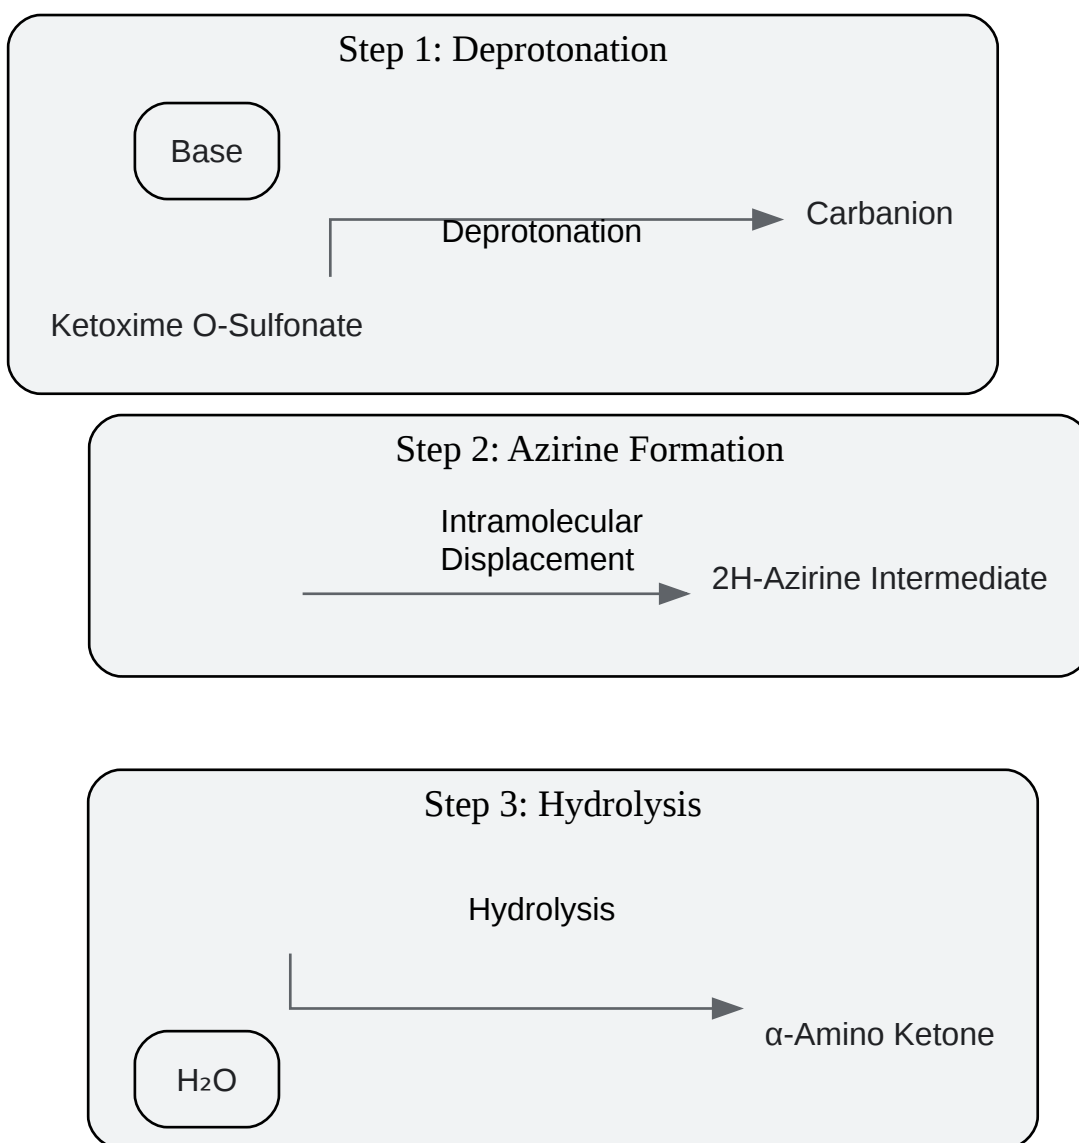 Step 1: Deprotonation
Base
Carbanion
Deprotonation
Ketoxime O-Sulfonate
Step 2: Azirine Formation
Intramolecular
Displacement
2H-Azirine Intermediate
Step 3: Hydrolysis
Hydrolysis
α-Amino Ketone
H₂O